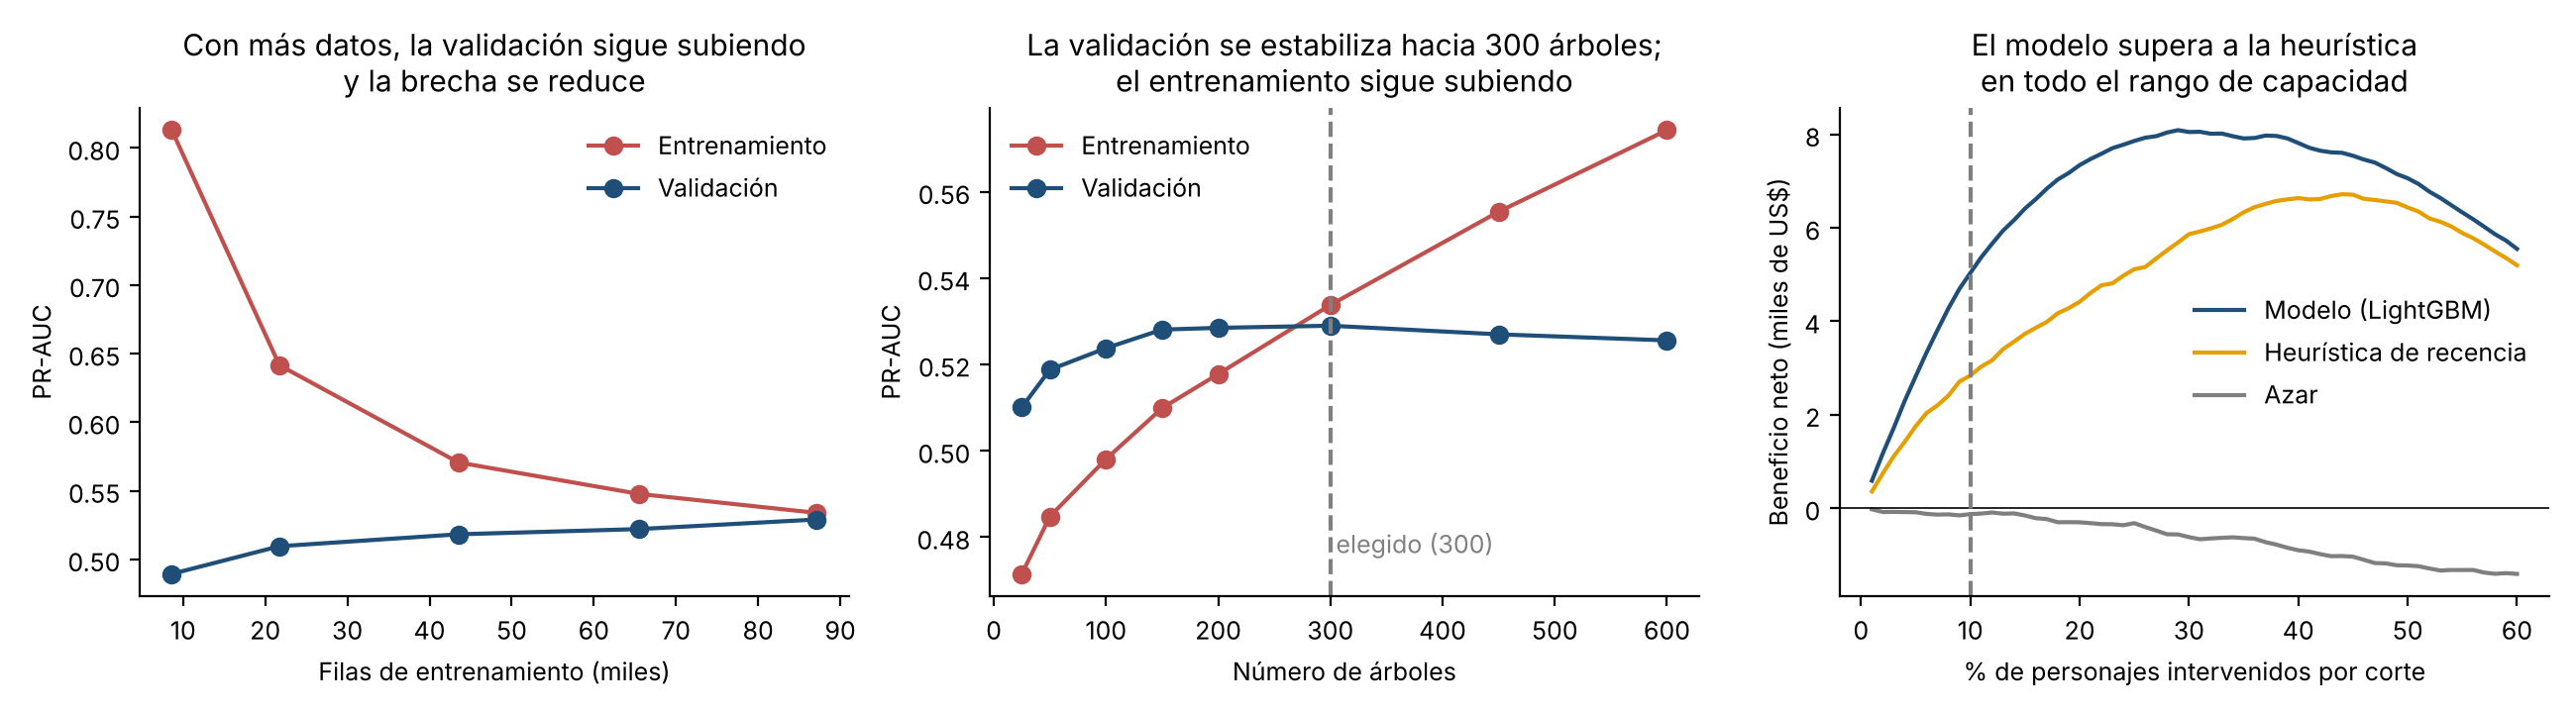 Con más datos, la validación sigue subiendo
y la brecha se reduce
0.80
0.75
0.70
0.65
0.60
0.55
0.50
PR-AUC
Entrenamiento
Validación
10 20 30 40 50 60 70 80 90
Filas de entrenamiento (miles)
La validación se estabiliza hacia 300 árboles;
el entrenamiento sigue subiendo
0.56
0.54
0.52
0.50
0.48
PR-AUC
Entrenamiento
Validación
elegido (300)
0 100 200 300 400 500 600
Número de árboles
El modelo supera a la heurística
en todo el rango de capacidad
8
6
4
2
0
Beneficio neto (miles de US$)
Modelo (LightGBM)
Heurística de recencia
Azar
0 10 20 30 40 50 60
% de personajes intervenidos por corte